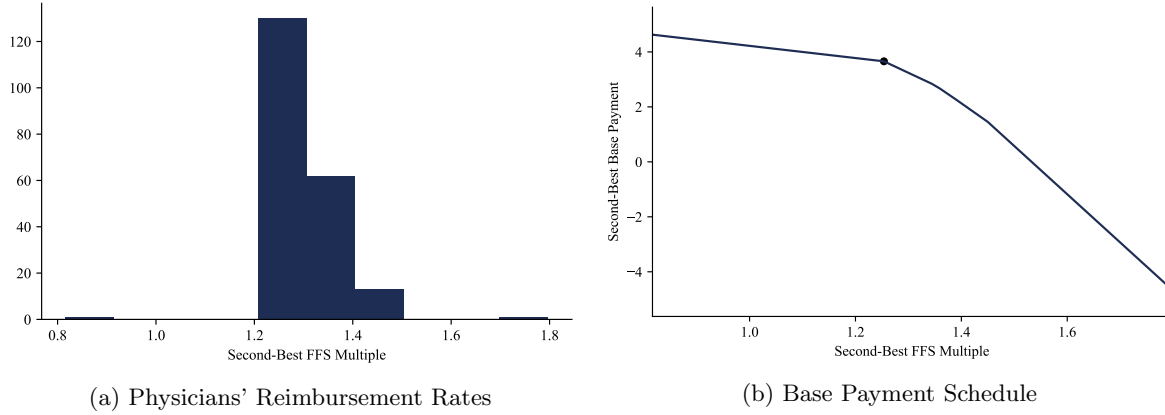 120
100
80
60
40
20
0
0.8 1.0 1.2 1.4 1.6 1.8
Second-Best FFS Multiple
(a) Physicians’ Reimbursement Rates
Second-Best Base Payment
4
2
0
−2
−4
1.0 1.2 1.4 1.6
Second-Best FFS Multiple
(b) Base Payment Schedule